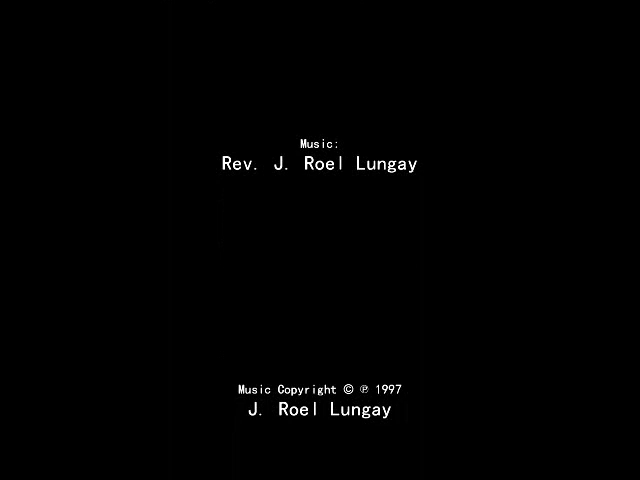 Music:
Rev. J. Roel Lungay
Music Copyright © ℗ 1997
J. Roel Lungay